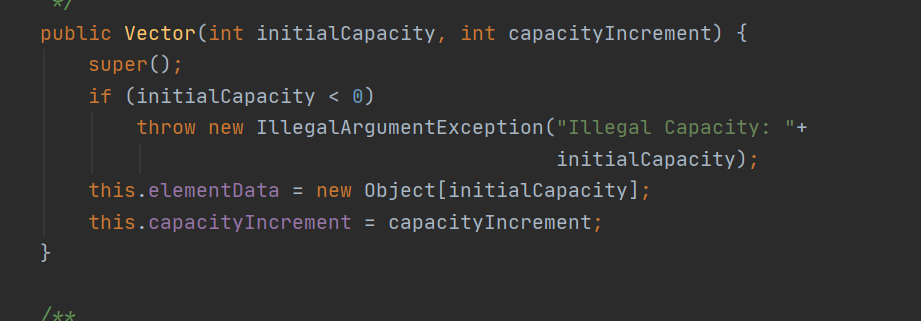 */
public Vector(int initialCapacity, int capacityIncrement) {
super();
if (initialCapacity < 0)
throw new IllegalArgumentException("Illegal Capacity: "+
initialCapacity);
this.elementData = new Object[initialCapacity];
this.capacityIncrement = capacityIncrement;
}
/**